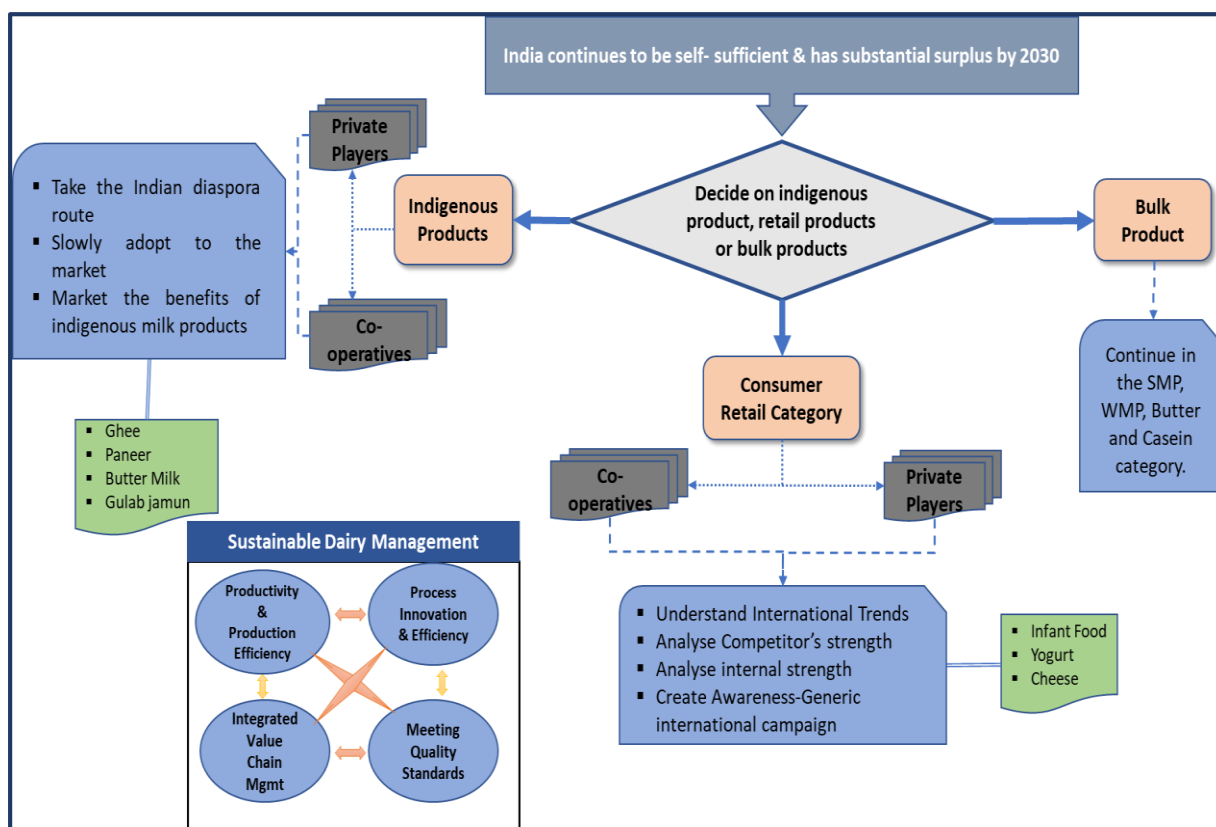 India continues to be self- sufficient & has substantial surplus by 2030
Private
Players
▪ Take the Indian diaspora
route
▪ Slowly adopt to the
market
▪ Market the benefits of
indigenous milk products
Indigenous
Products
Decide on indigenous
product, retail products
or bulk products
Bulk
Product
Co-
operatives
Continue in
the SMP,
WMP, Butter
and Casein
category.
Consumer
Retail Category
▪ Ghee
▪ Paneer
▪ Butter Milk
▪ Gulab jamun
Co-
operatives
Private
Players
Sustainable Dairy Management
Productivity
&
Production
Efficiency
Process
Innovation
& Efficiency
Integrated
Value
Chain
Mgmt
Meeting
Quality
Standards
▪ Understand International Trends
▪ Analyse Competitor’s strength
▪ Analyse internal strength
▪ Create Awareness-Generic
international campaign
▪ Infant Food
▪ Yogurt
▪ Cheese